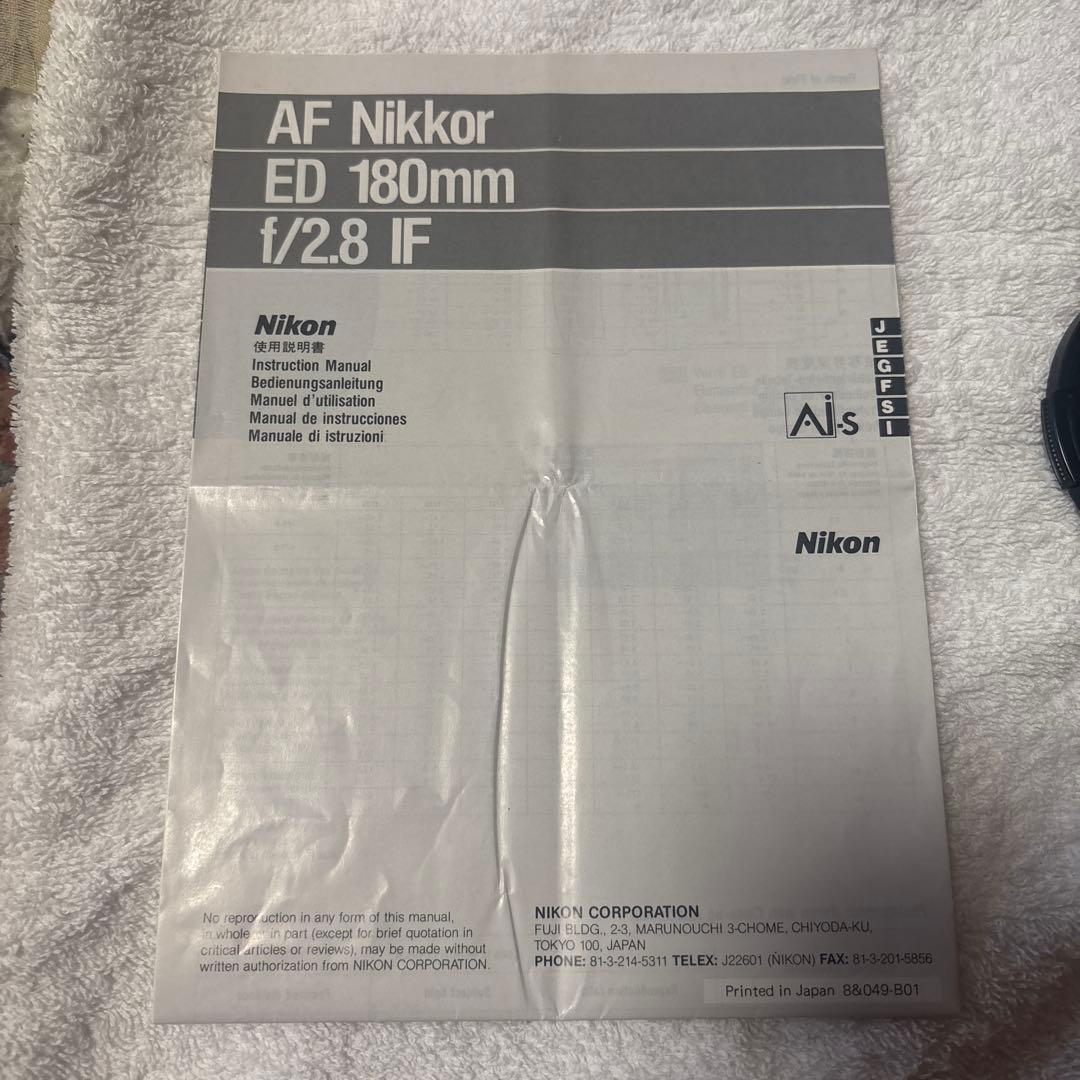 AF Nikkor
ED 180mm
f/2.8 IF
Nikon
使用説明書
Instruction Manual
Bedienungsanleitung
Manuel d'utilisation
Manual de instrucciones
Manuale di istruzioni
J
E
G
F
S
I
Ai-s
Nikon
No reproduction in any form of this manual,
in whole or in part (except for brief quotation in
critical articles or reviews), may be made without
written authorization from NIKON CORPORATION.
NIKON CORPORATION
FUJI BLDG., 2-3, MARUNOUCHI 3-CHOME, CHIYODA-KU,
TOKYO 100, JAPAN
PHONE: 81-3-214-5311 TELEX: J22601 (ÑIKON) FAX: 81-3-201-5856
Printed in Japan 8&049-B01